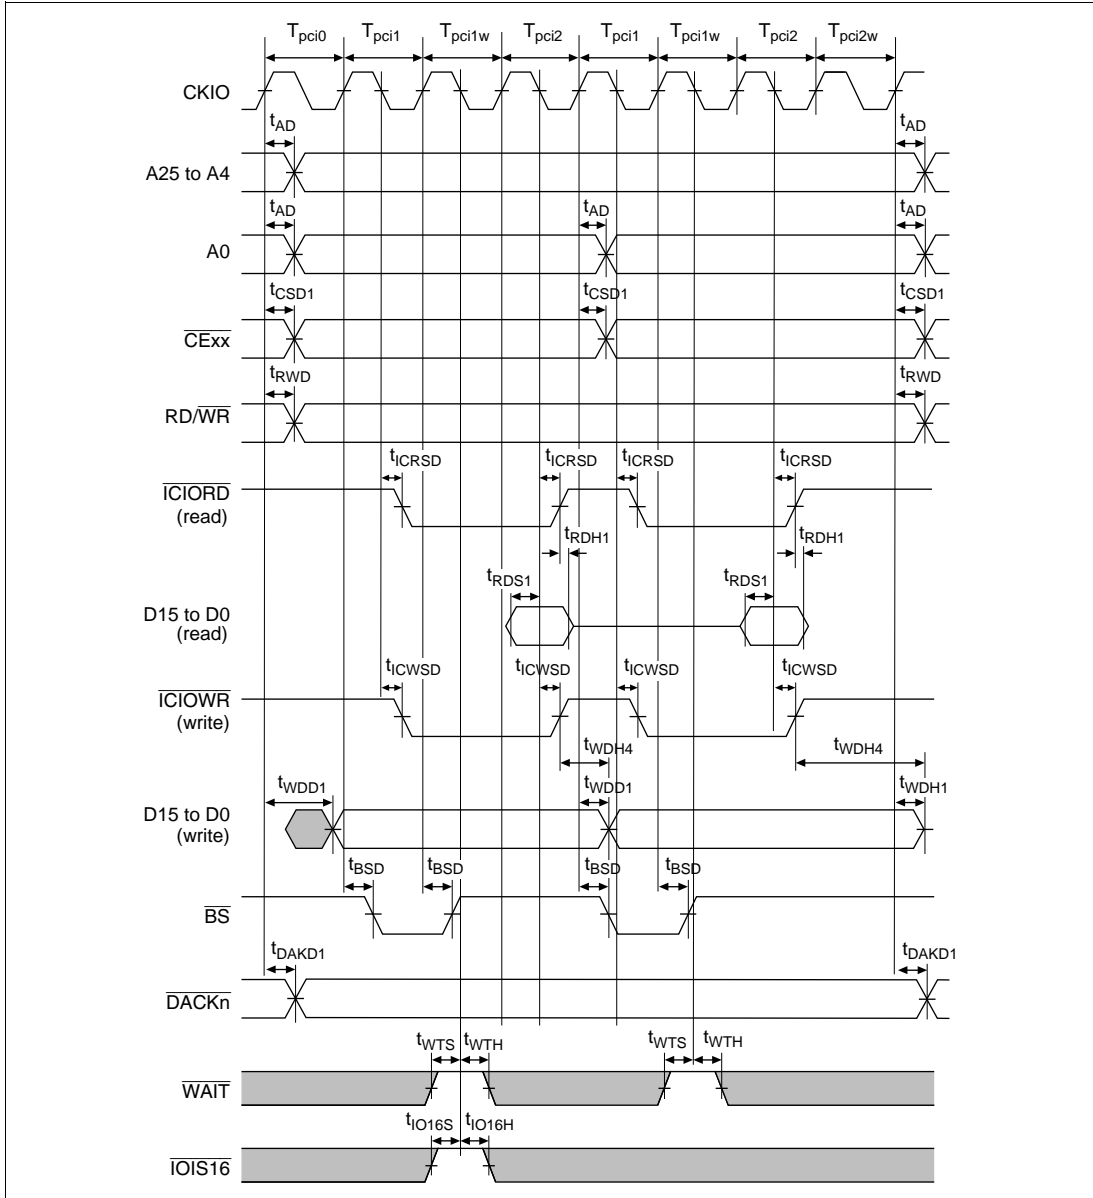 Tpci0 Tpci1 Tpci1w Tpci2 Tpci1 Tpci1w Tpci2 Tpci2w
CKIO
tAD tAD
A25 to A4
tAD tAD tAD
A0
tCSD1 tCSD1 tCSD1
CExx
tRWD tRWD
RD/WR
tICRSD tICRSD tICRSD tICRSD
ICIORD
(read)
tRDH1 tRDH1
tRDS1 tRDS1
D15 to D0
(read)
tICWSD tICWSD tICWSD tICWSD
ICIOWR
(write)
tWDH4 tWDH4
tWDD1 tWDD1 tWDH1
D15 to D0
(write)
tBSD tBSD tBSD tBSD
BS
tDAKD1 tDAKD1
DACKn
tWTS tWTH tWTS tWTH
WAIT
tIO16S tIO16H
IOIS16